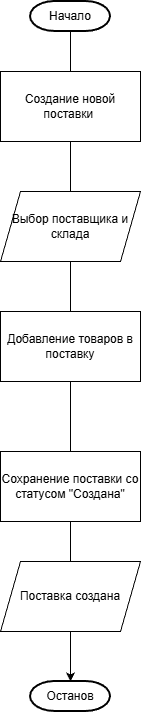 Начало
Создание новой
поставки
Выбор поставщика и
склада
Добавление товаров в
поставку
Сохранение поставки со
статусом "Создана"
Поставка создана
Останов